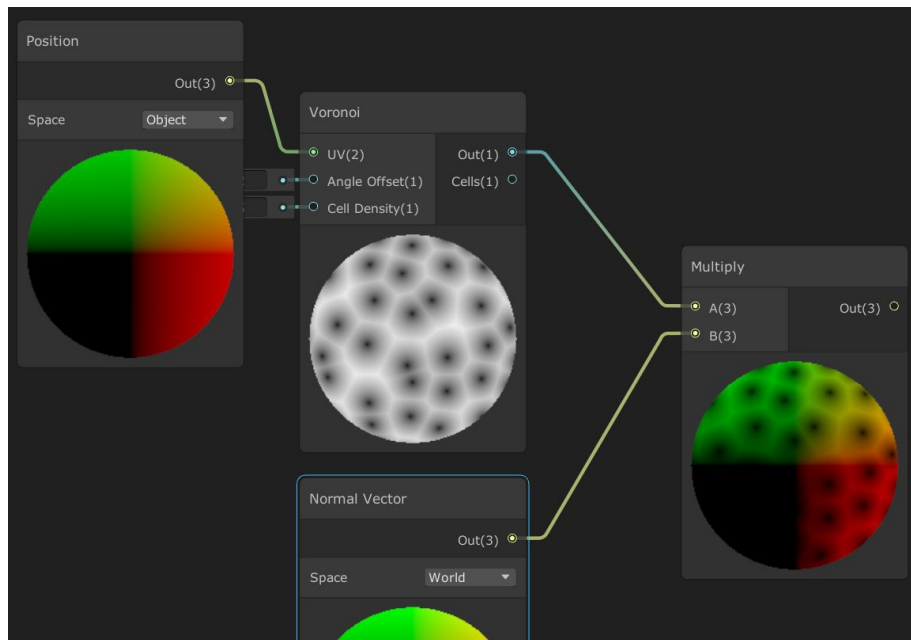 Position
Out(3)
Space Object
Voronoi
UV(2) Out(1)
Angle Offset(1) Cells(1)
Cell Density(1)
Multiply
A(3) Out(3)
B(3)
Normal Vector
Out(3)
Space World